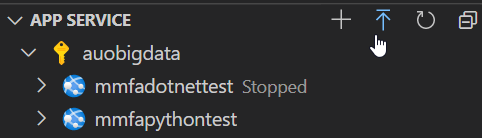 APP SERVICE
auobigdata
mmfadotnettest Stopped
mmfapythontest